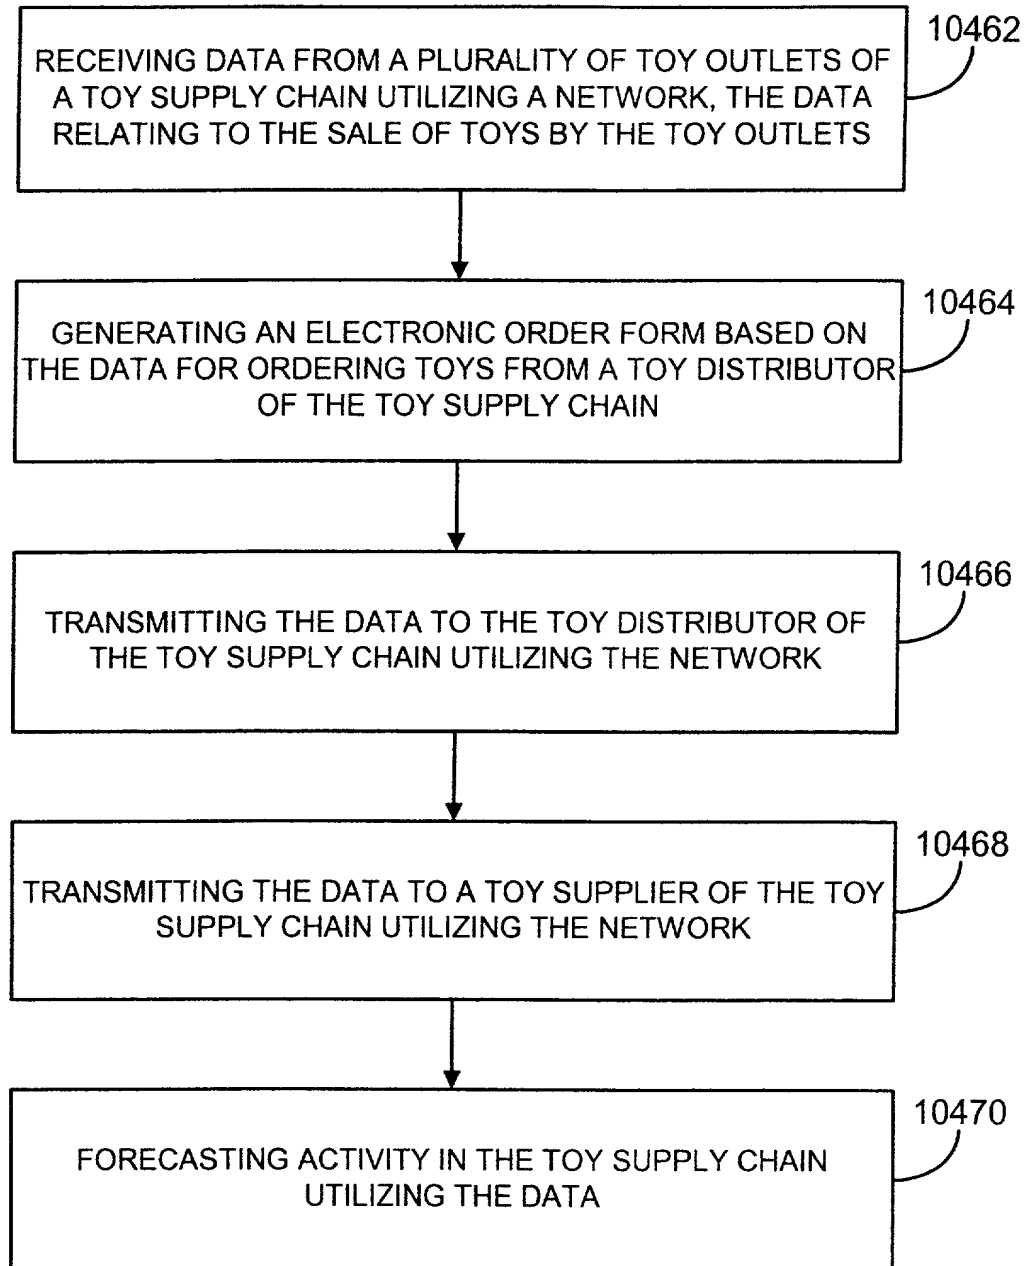 10462
RECEIVING DATA FROM A PLURALITY OF TOY OUTLETS OF
A TOY SUPPLY CHAIN UTILIZING A NETWORK, THE DATA
RELATING TO THE SALE OF TOYS BY THE TOY OUTLETS
10464
GENERATING AN ELECTRONIC ORDER FORM BASED ON
THE DATA FOR ORDERING TOYS FROM A TOY DISTRIBUTOR
OF THE TOY SUPPLY CHAIN
10466
TRANSMITTING THE DATA TO THE TOY DISTRIBUTOR OF
THE TOY SUPPLY CHAIN UTILIZING THE NETWORK
10468
TRANSMITTING THE DATA TO A TOY SUPPLIER OF THE TOY
SUPPLY CHAIN UTILIZING THE NETWORK
10470
FORECASTING ACTIVITY IN THE TOY SUPPLY CHAIN
UTILIZING THE DATA